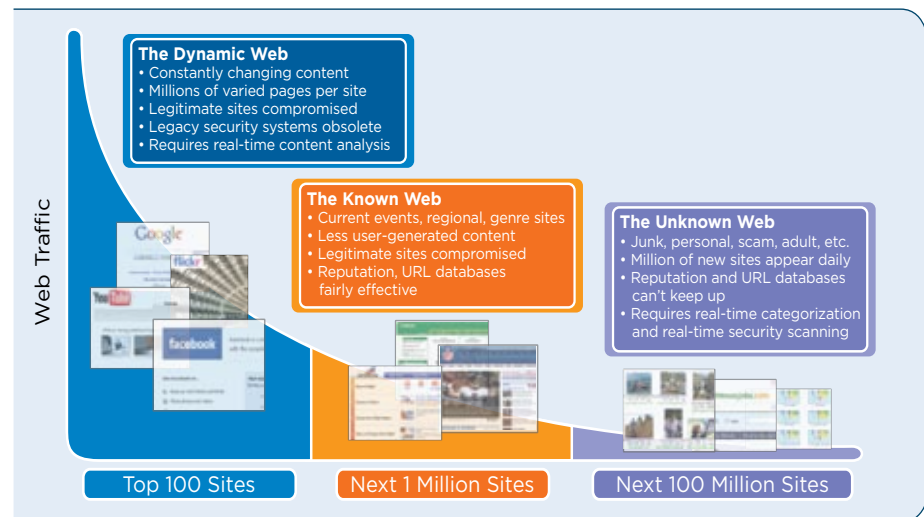 Web Traffic
The Dynamic Web
• Constantly changing content
• Millions of varied pages per site
• Legitimate sites compromised
• Legacy security systems obsolete
• Requires real-time content analysis
The Known Web
• Current events, regional, genre sites
• Less user-generated content
• Legitimate sites compromised
• Reputation, URL databases
fairly effective
The Unknown Web
• Junk, personal, scam, adult, etc.
• Million of new sites appear daily
• Reputation and URL databases
can't keep up
• Requires real-time categorization
and real-time security scanning
Google
flickr
YouTube
facebook
Top 100 Sites
Next 1 Million Sites
Next 100 Million Sites